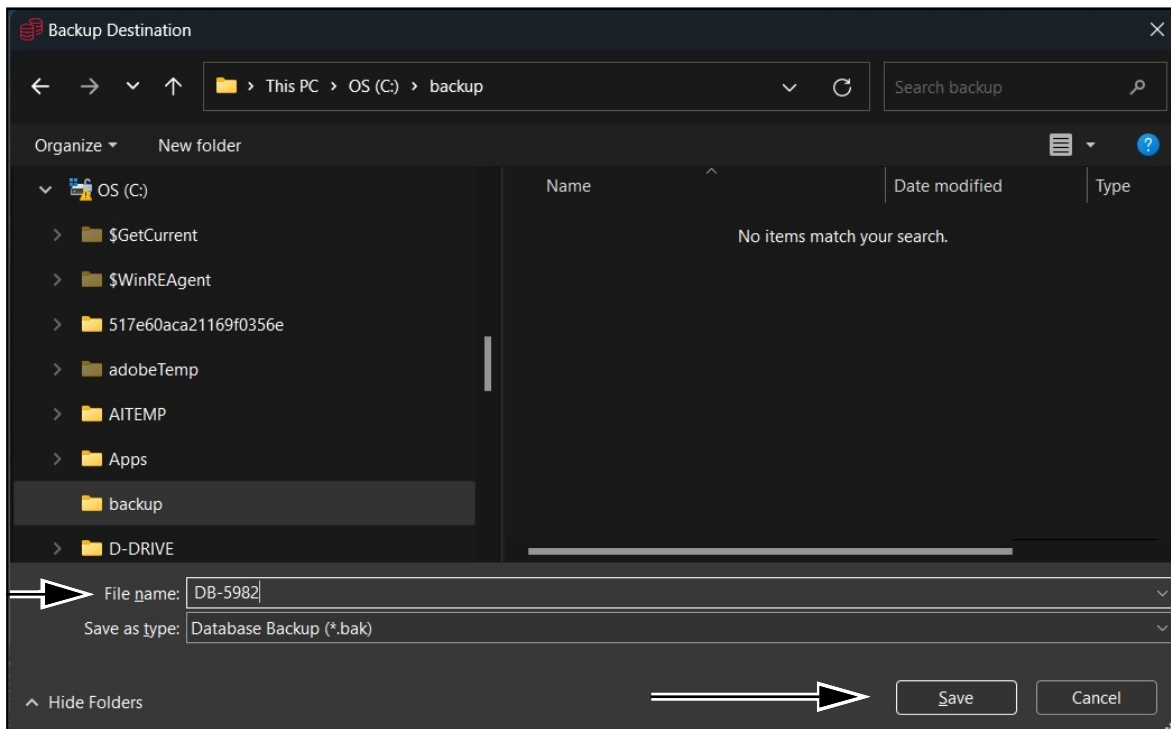 Backup Destination
This PC > OS (C:) > backup
Search backup
Organize
New folder
OS (C:)
Name
Date modified
Type
$GetCurrent
No items match your search.
$WinREAgent
517e60aca21169f0356e
adobeTemp
AITEMP
Apps
backup
D-DRIVE
File name: DB-5982
Save as type: Database Backup (*.bak)
Hide Folders
Save
Cancel